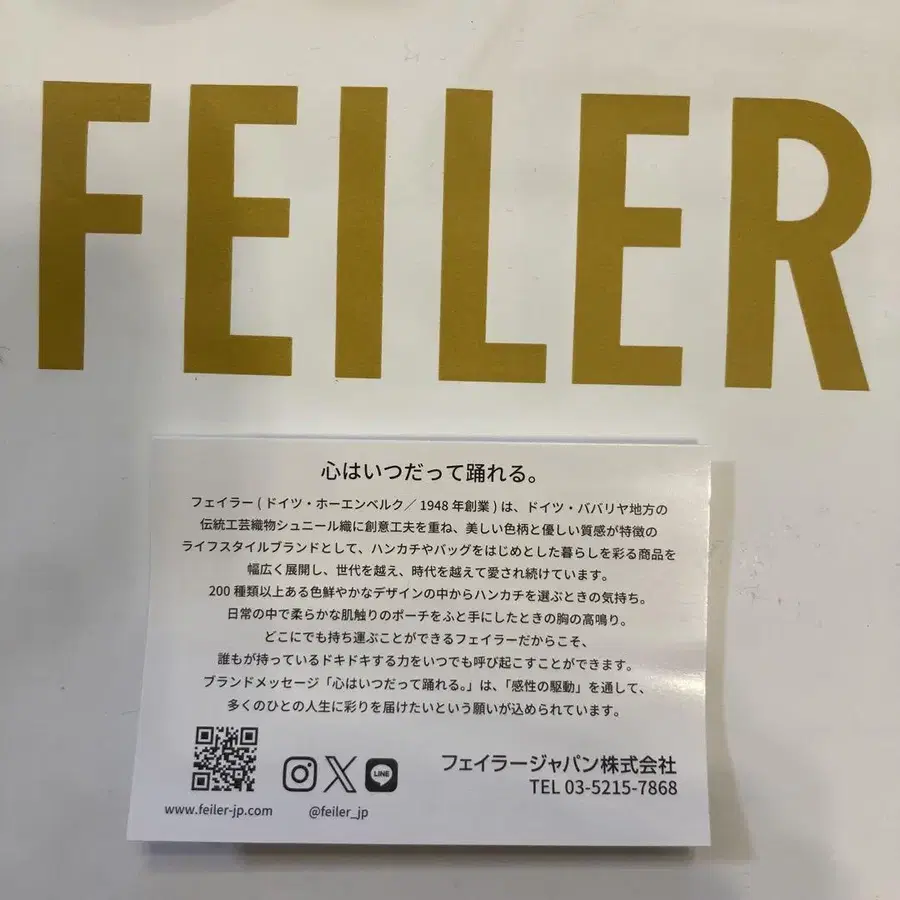 FEILER
心はいつだって踊れる。
フェイラー ( ドイツ・ホーエンベルク／ 1948 年創業 ) は、ドイツ・ババリヤ地方の
伝統工芸織物シュニール織に創意工夫を重ね、美しい色柄と優しい質感が特徴の
ライフスタイルブランドとして、ハンカチやバッグをはじめとした暮らしを彩る商品を
幅広く展開し、世代を越え、時代を越えて愛され続けています。
200 種類以上ある色鮮やかなデザインの中からハンカチを選ぶときの気持ち。
日常の中で柔らかな肌触りのポーチをふと手にしたときの胸の高鳴り。
どこにでも持ち運ぶことができるフェイラーだからこそ、
誰もが持っているドキドキする力をいつでも呼び起こすことができます。
ブランドメッセージ「心はいつだって踊れる。」は、「感性の駆動」を通して、
多くのひとの人生に彩りを届けたいという願いが込められています。
LINE
フェイラージャパン株式会社
TEL 03-5215-7868
www.feiler-jp.com
@feiler_jp